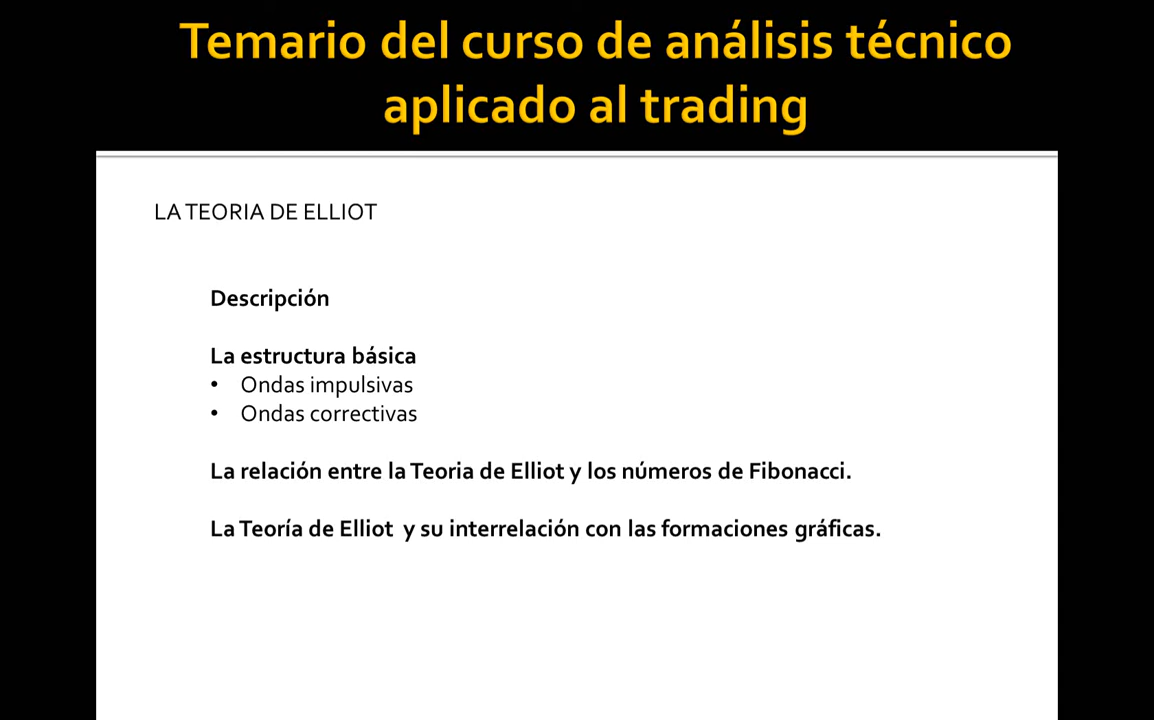 Temario del curso de análisis técnico
aplicado al trading
LA TEORIA DE ELLIOT
Descripción
La estructura básica
• Ondas impulsivas
• Ondas correctivas
La relación entre la Teoria de Elliot y los números de Fibonacci.
La Teoría de Elliot y su interrelación con las formaciones gráficas.